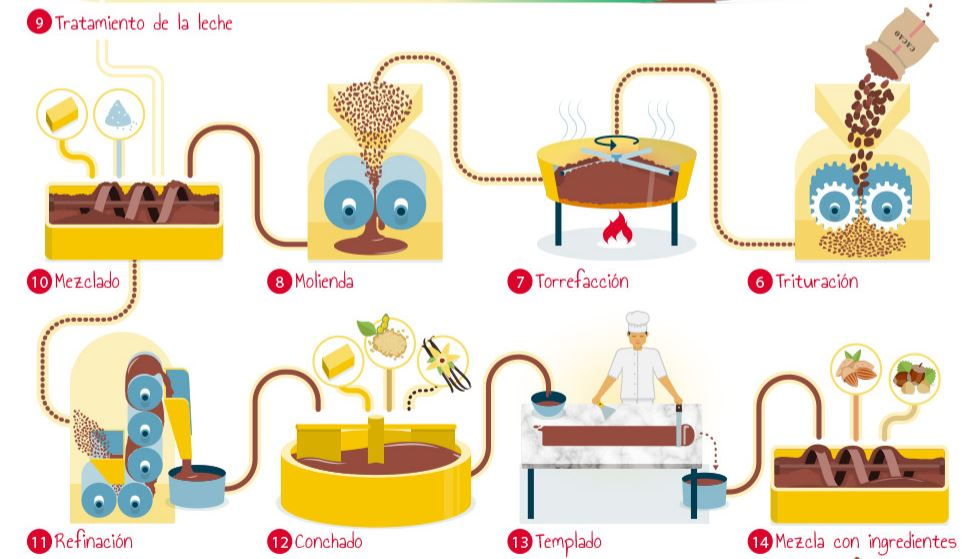 9 Tratamiento de la leche
CACAO
10 Mezclado
8 Molienda
7 Torrefacción
6 Trituración
11 Refinación
12 Conchado
13 Templado
14 Mezcla con ingredientes